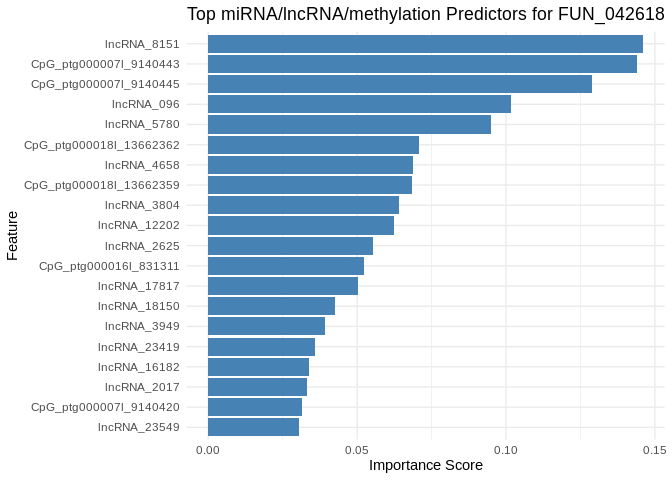 Top miRNA/lncRNA/methylation Predictors for FUN_042618
lncRNA_8151
CpG_ptg000007l_9140443
CpG_ptg000007l_9140445
lncRNA_096
lncRNA_5780
CpG_ptg000018l_13662362
lncRNA_4658
CpG_ptg000018l_13662359
lncRNA_3804
lncRNA_12202
lncRNA_2625
CpG_ptg000016l_831311
lncRNA_17817
lncRNA_18150
lncRNA_3949
lncRNA_23419
lncRNA_16182
lncRNA_2017
CpG_ptg000007l_9140420
lncRNA_23549
Feature
0.00 0.05 0.10 0.15
Importance Score